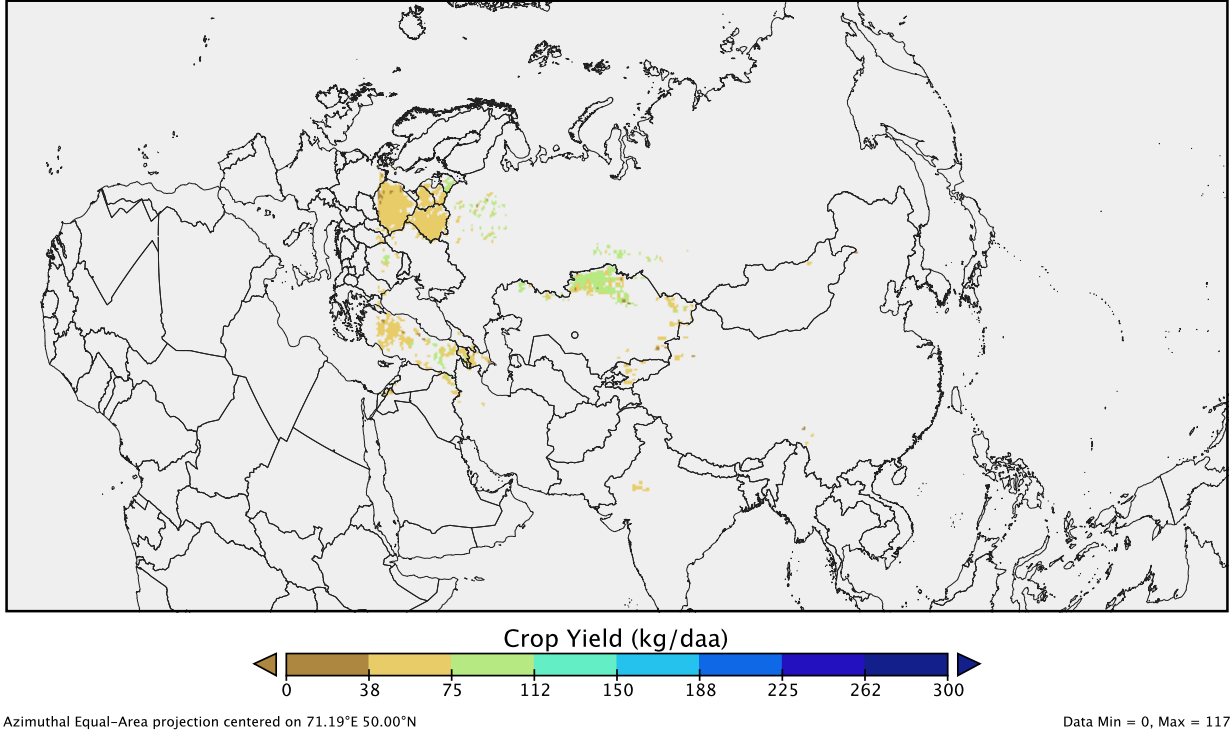 Crop Yield (kg/daa)
0 38 75 112 150 188 225 262 300
Azimuthal Equal–Area projection centered on 71.19°E 50.00°N
Data Min = 0, Max = 117